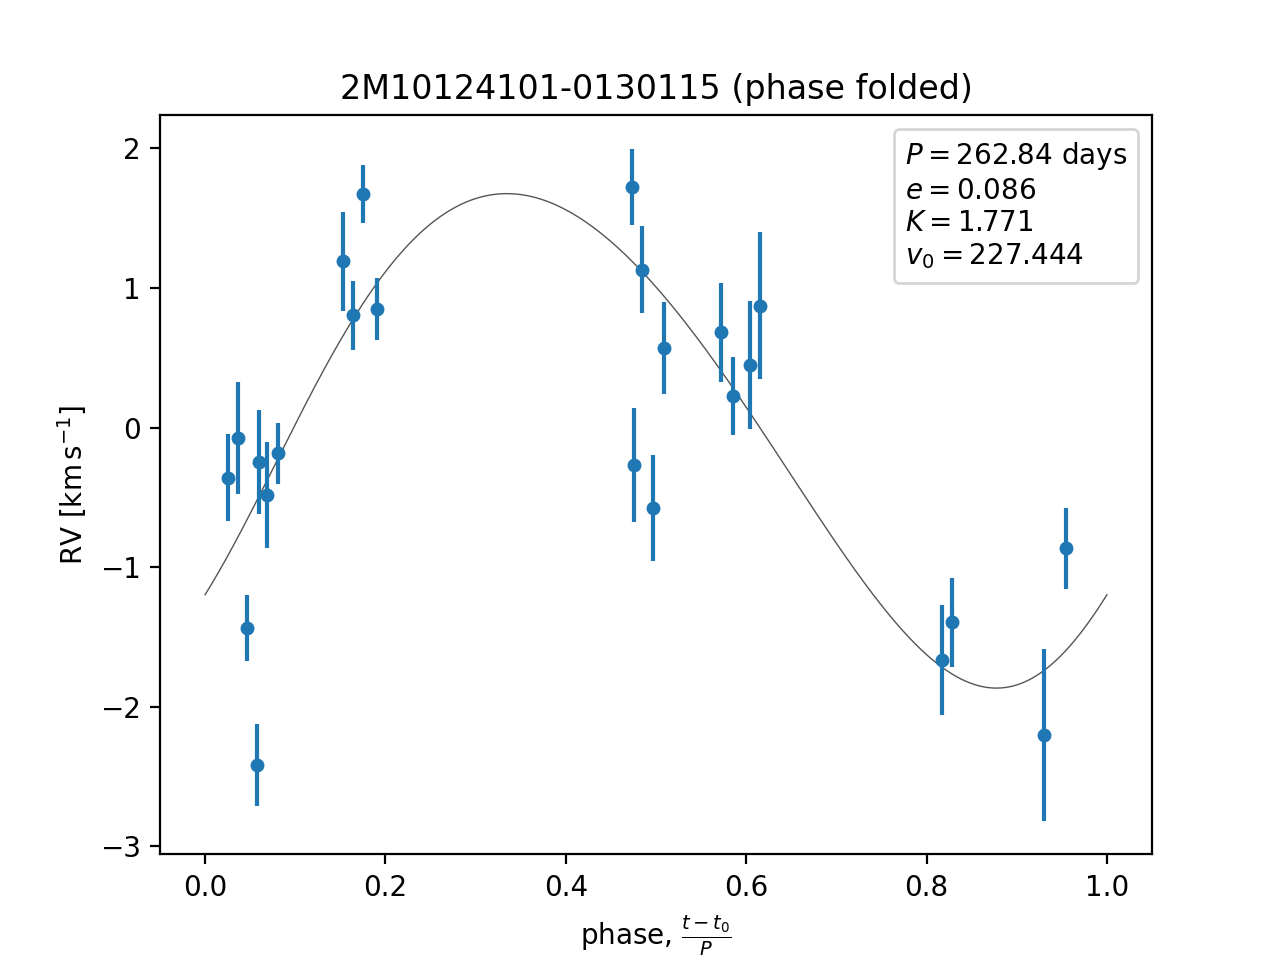 2M10124101-0130115 (phase folded)
P = 262.84 days
e = 0.086
K = 1.771
v₀ = 227.444
2
1
0
−1
−2
−3
RV [km s⁻¹]
0.0 0.2 0.4 0.6 0.8 1.0
phase, (t − t₀)/P